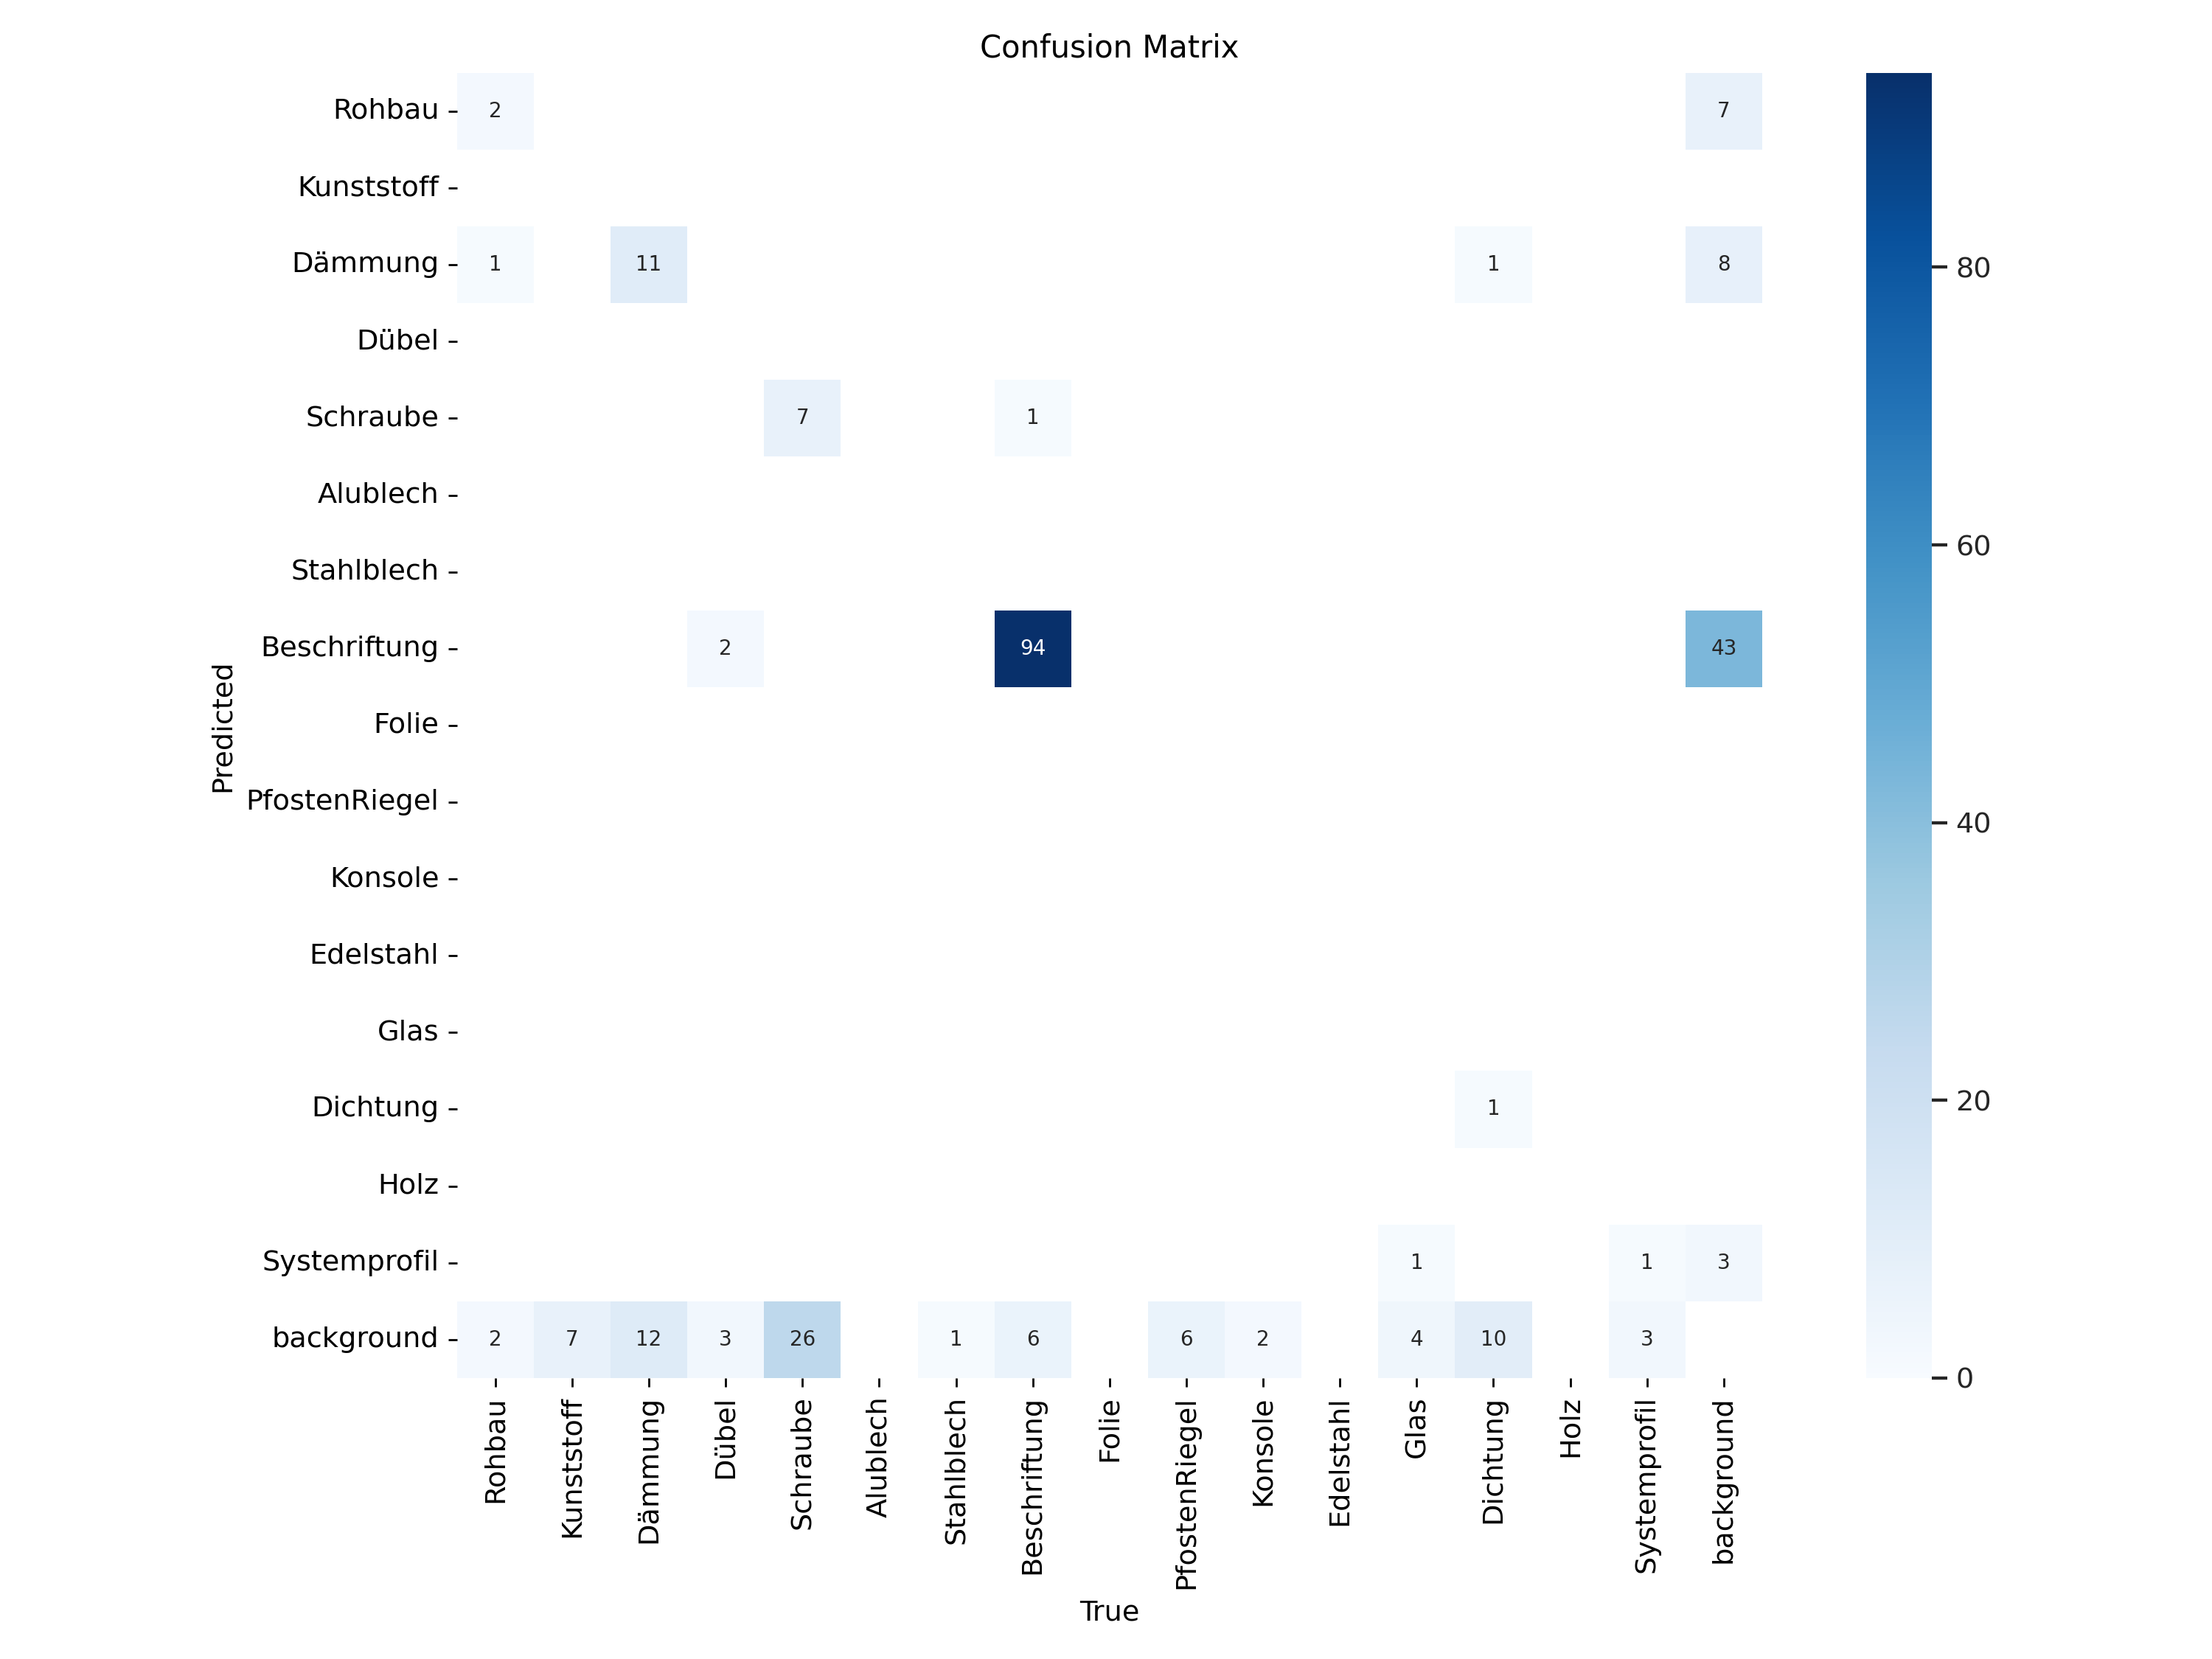 Confusion Matrix
Rohbau 2 7
Kunststoff
Dämmung 1 11 1 8
80
Dübel
Schraube 7 1
Alublech
60
Stahlblech
Beschriftung 2 94 43
Folie
Predicted
PfostenRiegel
40
Konsole
Edelstahl
Glas
Dichtung 1
20
Holz
Systemprofil 1 1 3
background 2 7 12 3 26 1 6 6 2 4 10 3
0
Rohbau Kunststoff Dämmung Dübel Schraube Alublech Stahlblech Beschriftung Folie PfostenRiegel Konsole Edelstahl Glas Dichtung Holz Systemprofil background
True